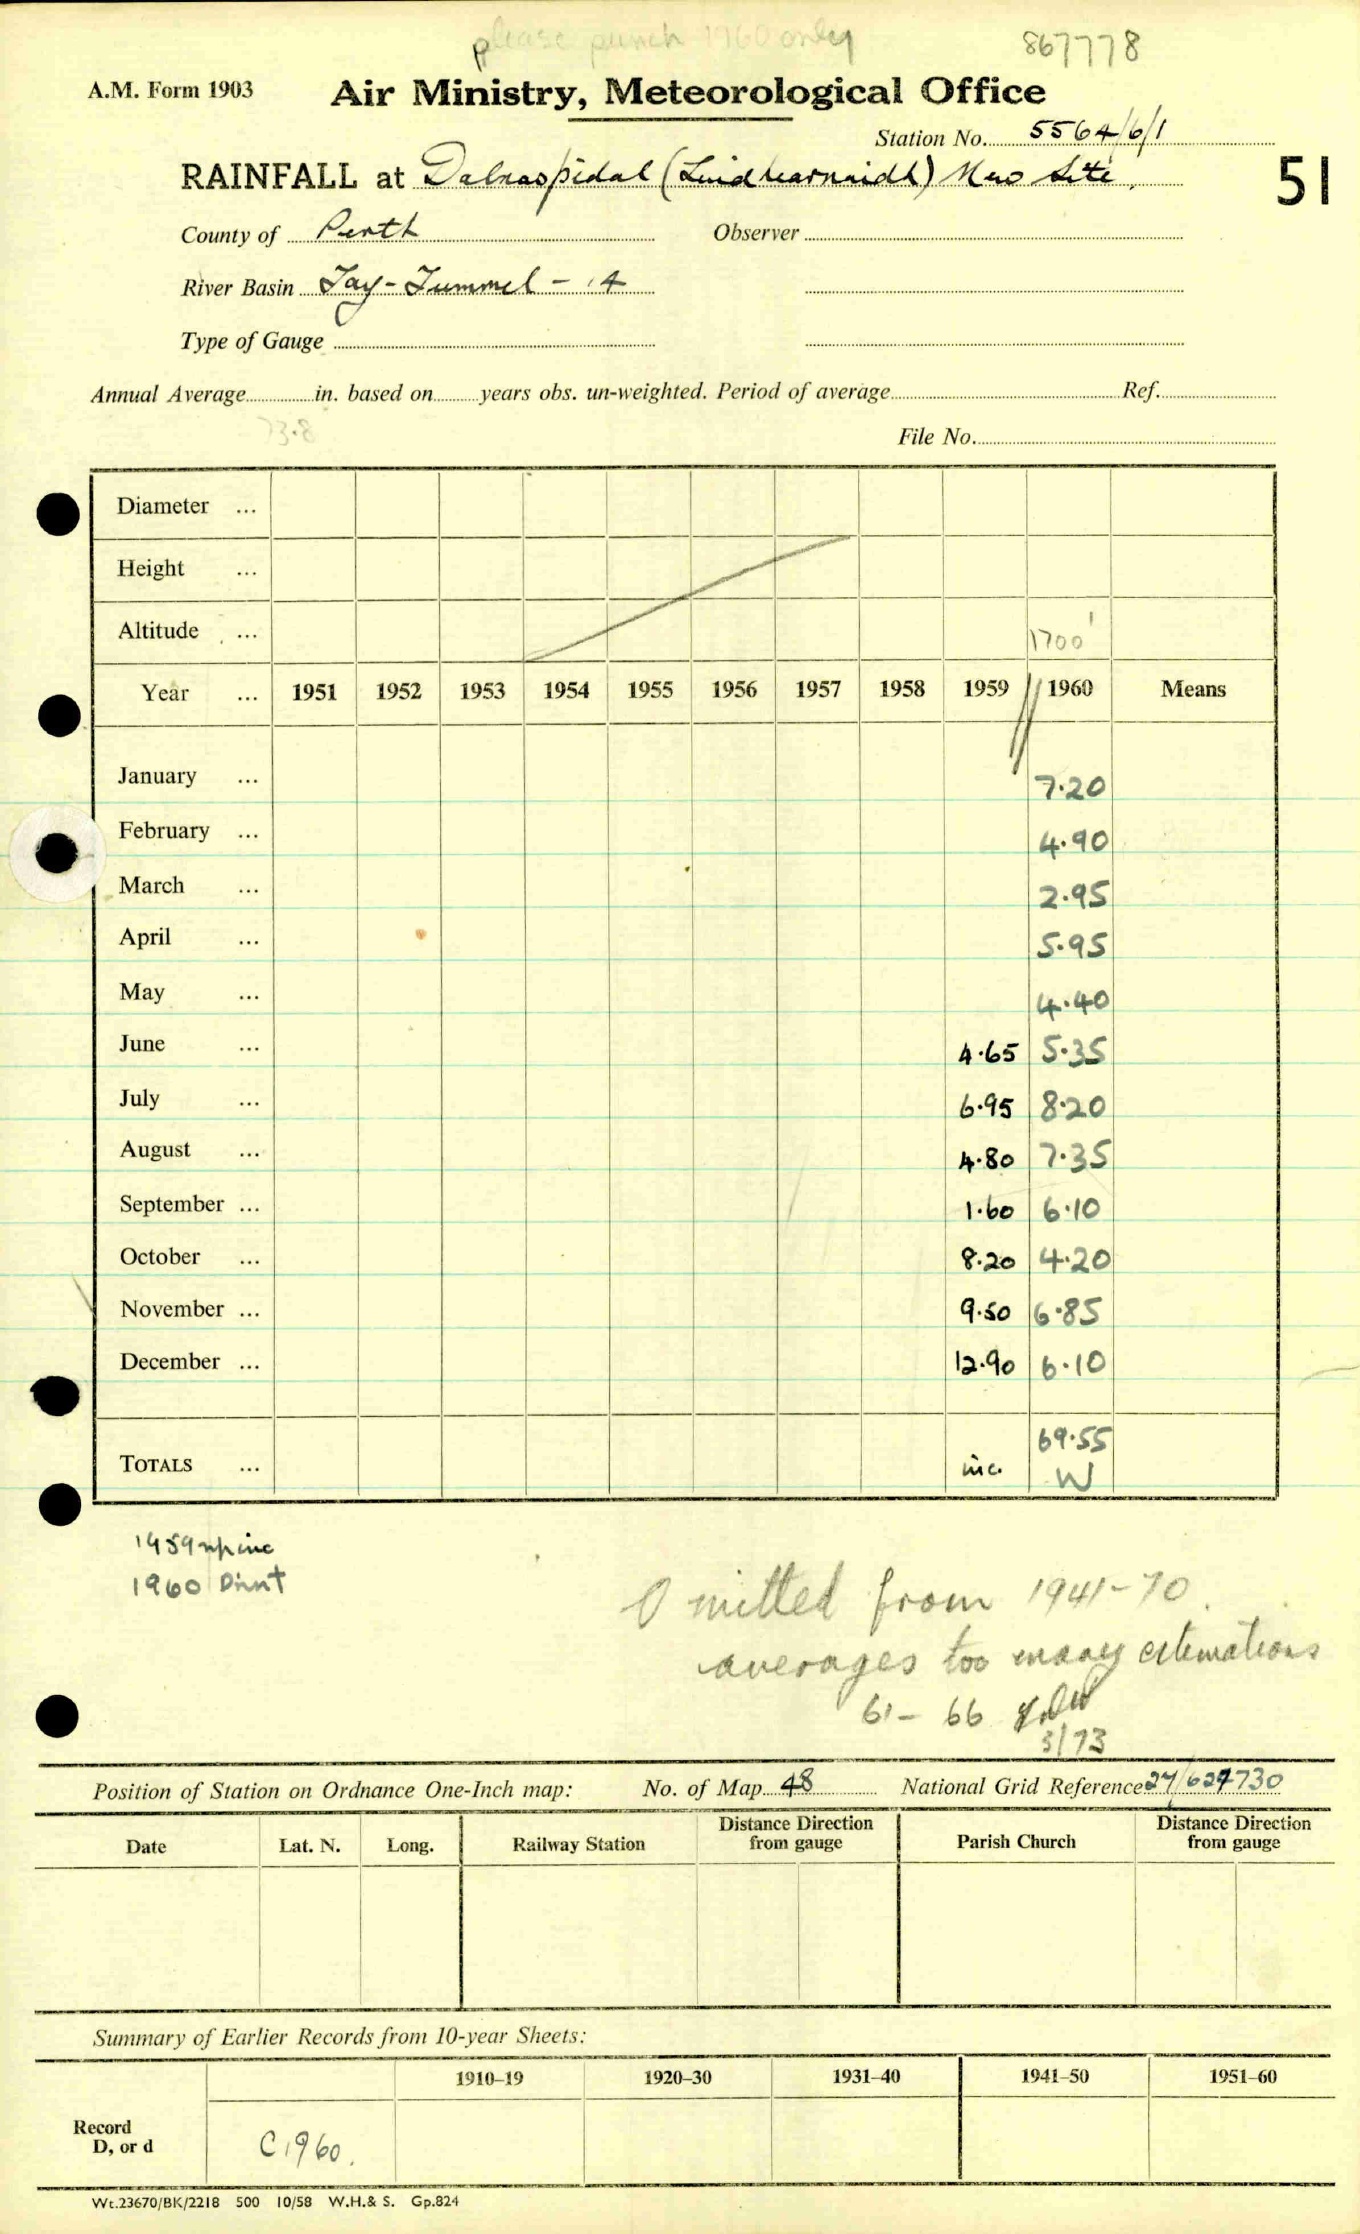 please punch 1960 only
867778
A.M. Form 1903
Air Ministry, Meteorological Office
Station No. 5564/6/1
RAINFALL at Dalnaspidal ( ) New Site.
51
County of Perth Observer
River Basin Tay-Tummel - 14
Type of Gauge
Annual Average in. based on years obs. un-weighted. Period of average Ref.
73.8
File No.
Diameter ...
Height ...
Altitude ... 1700'
Year ... 1951 1952 1953 1954 1955 1956 1957 1958 1959 // 1960 Means
January ... 7.20
February ... 4.90
March ... 2.95
April ... 5.95
May ... 4.40
June ... 4.65 5.35
July ... 6.95 8.20
August ... 4.80 7.35
September ... 1.60 6.10
October ... 8.20 4.20
November ... 9.50 6.85
December ... 12.90 6.10
69.55
TOTALS ... inc. W
1959 inc
1960
Omitted from 1941-70
averages too many estimations
61-66
3/73
Position of Station on Ordnance One-Inch map: No. of Map 48 National Grid Reference 27/624730
Date Lat. N. Long. Railway Station Distance Direction from gauge Parish Church Distance Direction from gauge
Summary of Earlier Records from 10-year Sheets:
1910–19 1920–30 1931–40 1941–50 1951–60
Record
D, or d C1960.
Wt.23670/BK/2218 500 10/58 W.H.& S. Gp.824